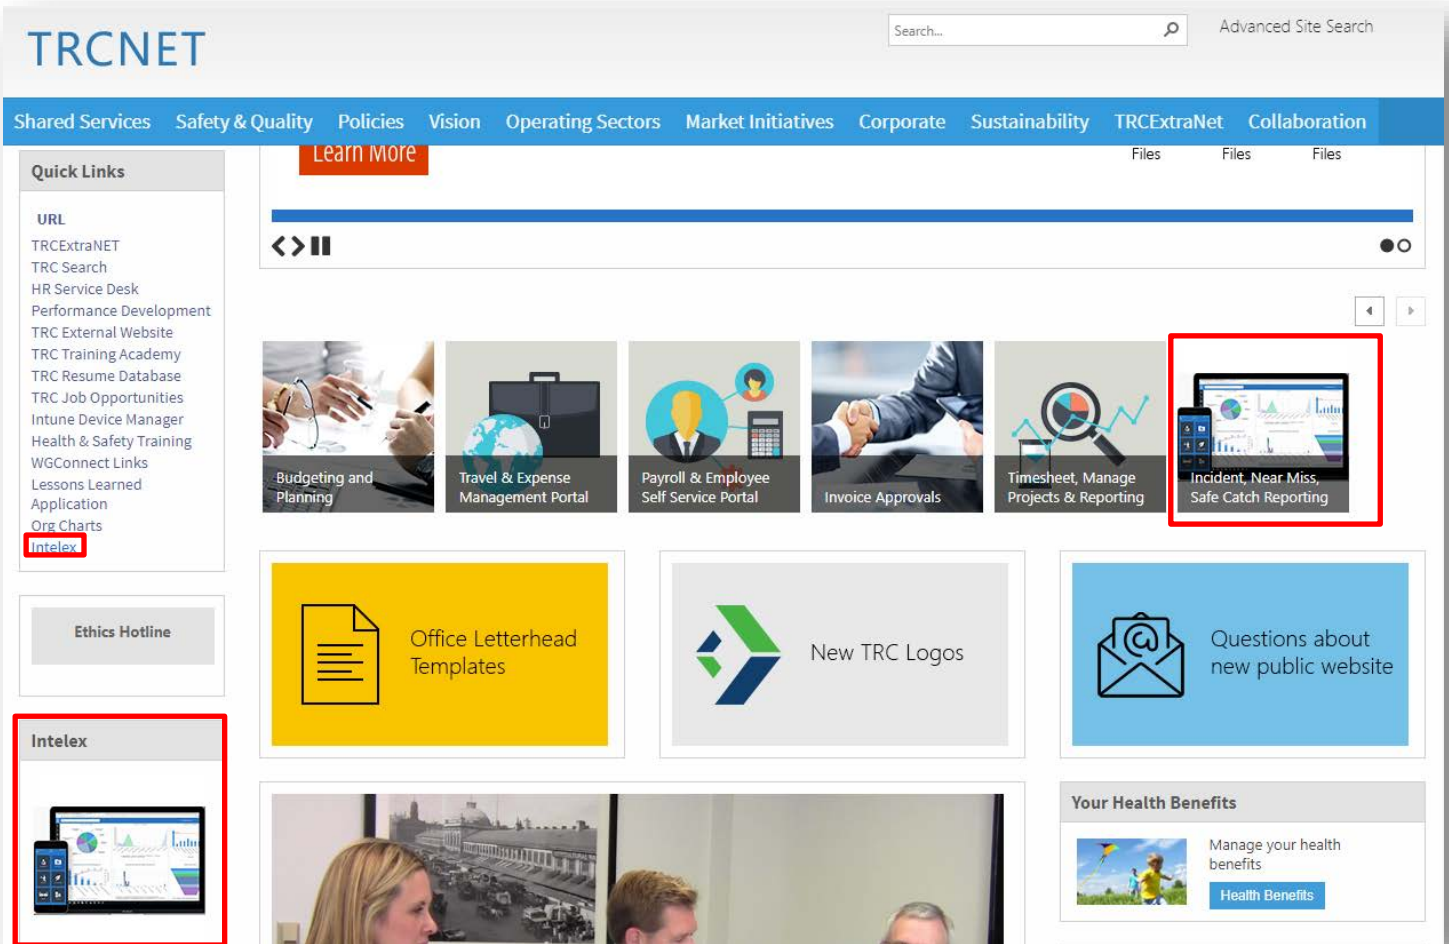 TRCNET
Search...
Advanced Site Search
Shared Services Safety & Quality Policies Vision Operating Sectors Market Initiatives Corporate Sustainability TRCExtraNet Collaboration
Quick Links
URL
TRCExtraNET
TRC Search
HR Service Desk
Performance Development
TRC External Website
TRC Training Academy
TRC Resume Database
TRC Job Opportunities
Intune Device Manager
Health & Safety Training
WGConnect Links
Lessons Learned
Application
Org Charts
Intelex
Ethics Hotline
Intelex
Learn More
Files Files Files
Budgeting and
Planning
Travel & Expense
Management Portal
Payroll & Employee
Self Service Portal
Invoice Approvals
Timesheet, Manage
Projects & Reporting
Incident, Near Miss,
Safe Catch Reporting
Office Letterhead
Templates
New TRC Logos
Questions about
new public website
Your Health Benefits
Manage your health
benefits
Health Benefits